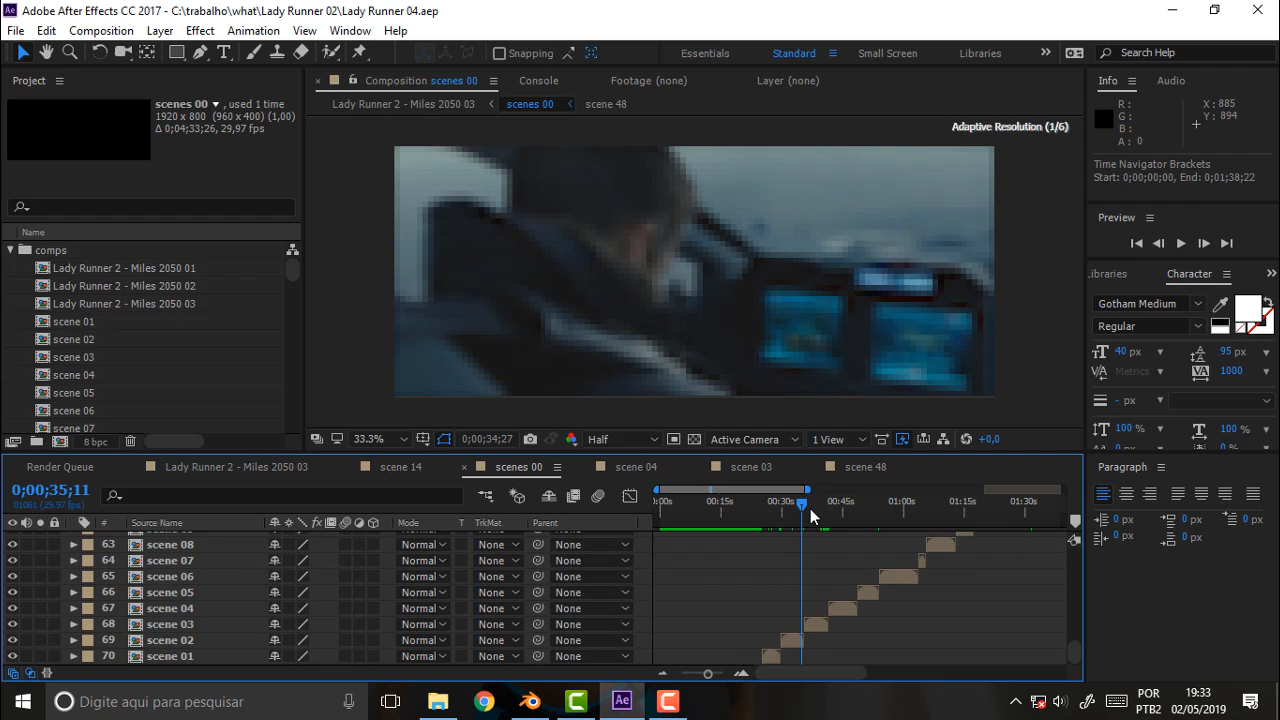 Adobe After Effects CC 2017 - C:\trabalho\what\Lady Runner 02\Lady Runner 04.aep
File Edit Composition Layer Effect Animation View Window Help
Snapping
Essentials Standard Small Screen Libraries
Search Help
Project
scenes 00 , used 1 time
1920 x 800 (960 x 400) (1,00)
Δ 0;04;33;26, 29,97 fps
Name
comps
Lady Runner 2 - Miles 2050 01
Lady Runner 2 - Miles 2050 02
Lady Runner 2 - Miles 2050 03
scene 01
scene 02
scene 03
scene 04
scene 05
scene 06
scene 07
8 bpc
Composition scenes 00 Console Footage (none) Layer (none)
Lady Runner 2 - Miles 2050 03 scenes 00 scene 48
Adaptive Resolution (1/6)
33.3% 0;00;34;27 Half Active Camera 1 View +0,0
Info Audio
R :
G :
B :
A : 0
X : 885
Y : 894
Time Navigator Brackets
Start: 0;00;00;00, End: 0;01;38;22
Preview
ibraries Character
Gotham Medium
Regular
40 px 95 px
Metrics 1000
- px
100 % 100 %
Render Queue Lady Runner 2 - Miles 2050 03 scene 14 scenes 00 scene 04 scene 03 scene 48
0;00;35;11
01061 (29.97 fps)
:00s 00:15s 00:30s 00:45s 01:00s 01:15s 01:30s
# Source Name Mode T TrkMat Parent
63 scene 08 Normal None None
64 scene 07 Normal None None
65 scene 06 Normal None None
66 scene 05 Normal None None
67 scene 04 Normal None None
68 scene 03 Normal None None
69 scene 02 Normal None None
70 scene 01 Normal None None
Paragraph
0 px 0 px 0 px
0 px 0 px
Digite aqui para pesquisar
Ae
POR
PTB2
19:33
02/05/2019